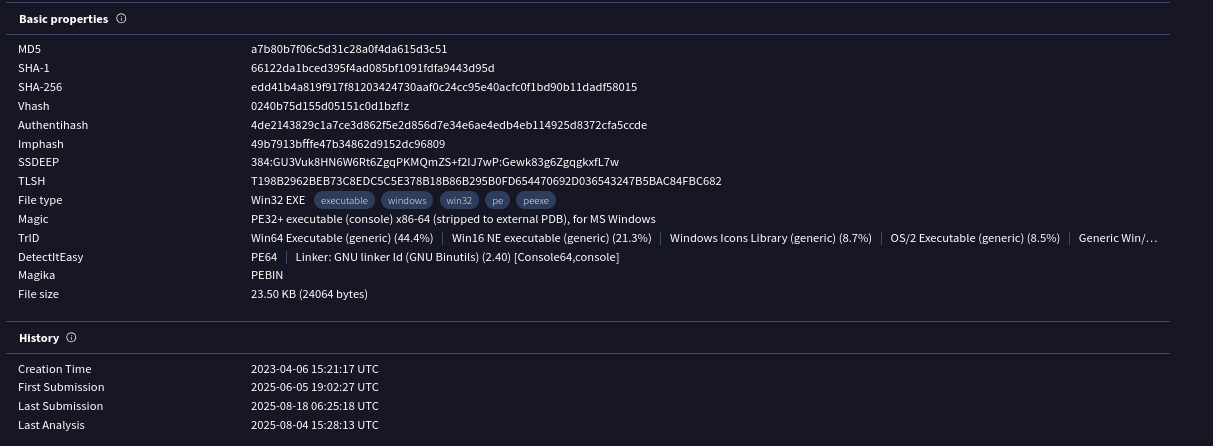 Basic properties
MD5 a7b80b7f06c5d31c28a0f4da615d3c51
SHA-1 66122da1bced395f4ad085bf1091fdfa9443d95d
SHA-256 edd41b4a819f917f81203424730aaf0c24cc95e40acfc0f1bd90b11dadf58015
Vhash 0240b75d155d05151c0d1bzf!z
Authentihash 4de2143829c1a7ce3d862f5e2d856d7e34e6ae4edb4eb114925d8372cfa5ccde
Imphash 49b7913bfffe47b34862d9152dc96809
SSDEEP 384:GU3Vuk8HN6W6Rt6ZgqPKMQmZS+f2IJ7wP:Gewk83g6ZgqgkxfL7w
TLSH T198B2962BEB73C8EDC5C5E378B18B86B295B0FD654470692D036543247B5BAC84FBC682
File type Win32 EXE executable windows win32 pe peexe
Magic PE32+ executable (console) x86-64 (stripped to external PDB), for MS Windows
TrID Win64 Executable (generic) (44.4%) | Win16 NE executable (generic) (21.3%) | Windows Icons Library (generic) (8.7%) | OS/2 Executable (generic) (8.5%) | Generic Win/…
DetectItEasy PE64 | Linker: GNU linker ld (GNU Binutils) (2.40) [Console64,console]
Magika PEBIN
File size 23.50 KB (24064 bytes)
History
Creation Time 2023-04-06 15:21:17 UTC
First Submission 2025-06-05 19:02:27 UTC
Last Submission 2025-08-18 06:25:18 UTC
Last Analysis 2025-08-04 15:28:13 UTC